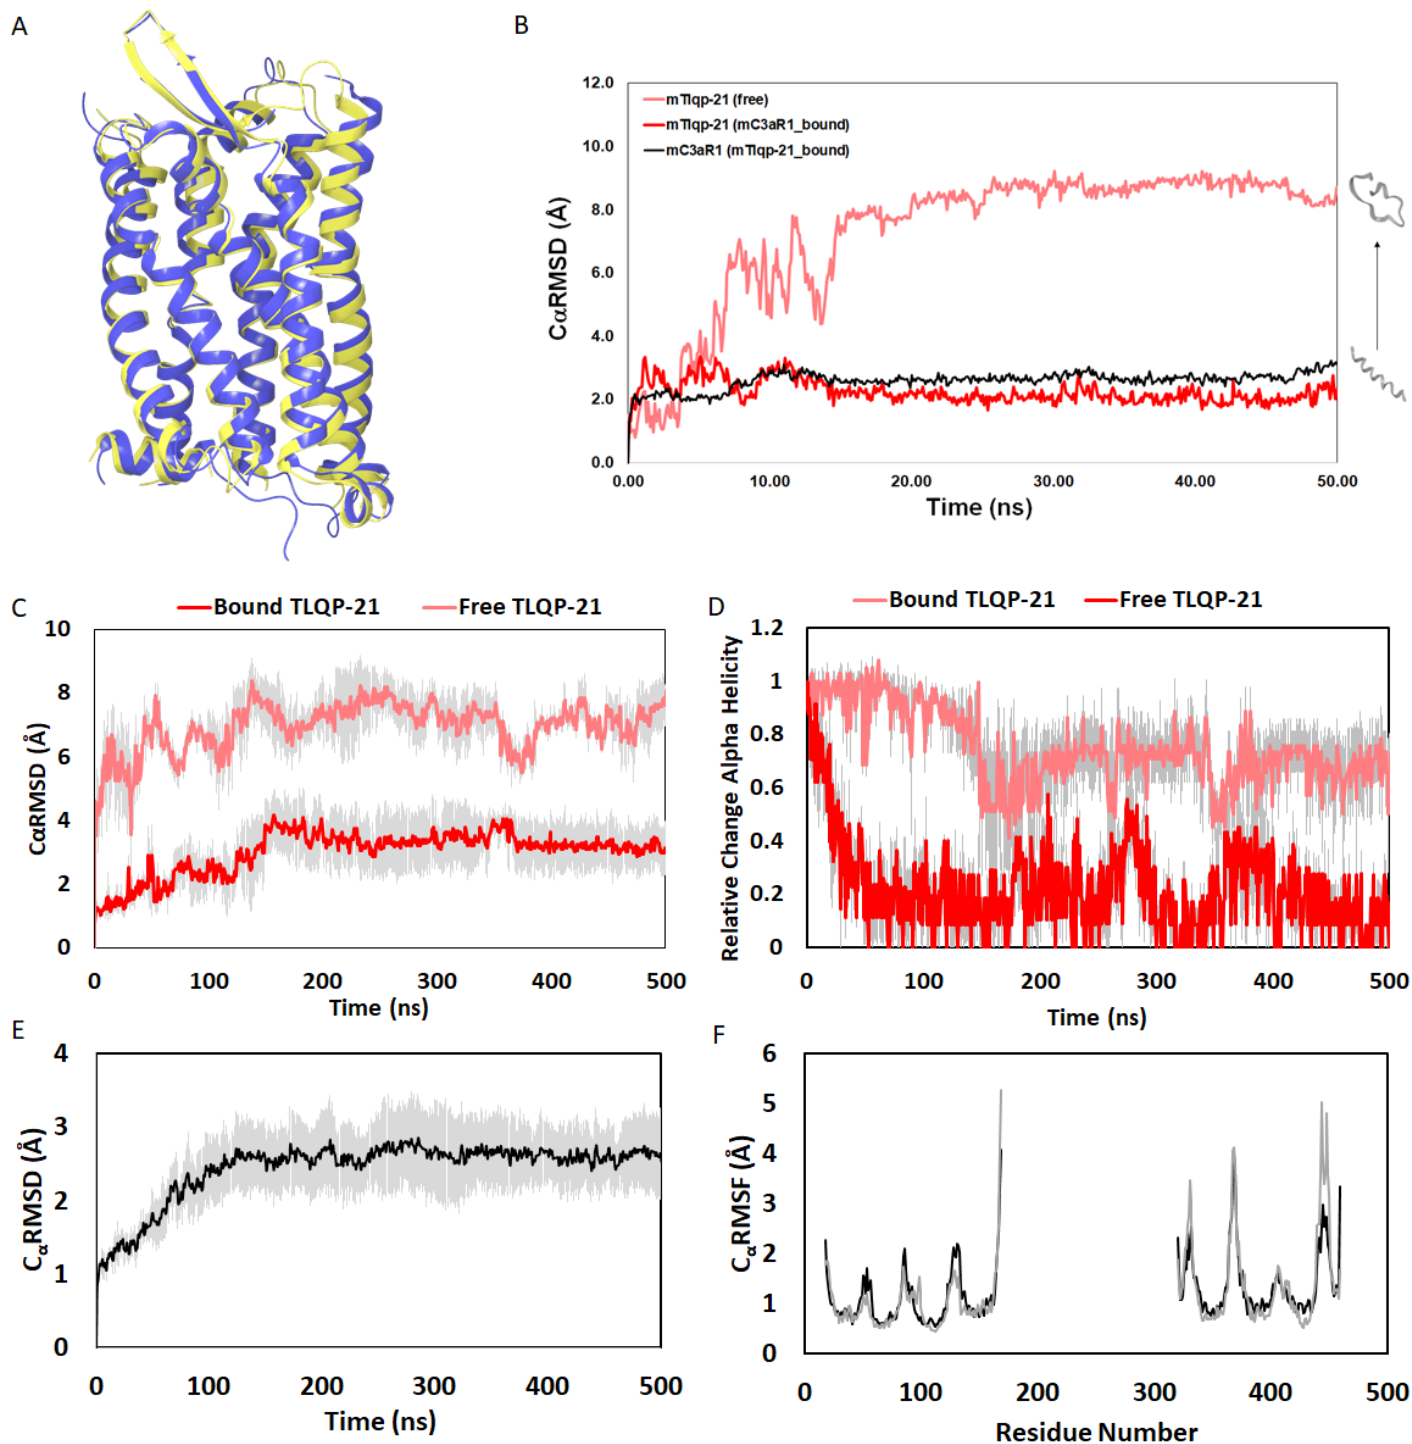 A
B
12.0
10.0
8.0
6.0
4.0
2.0
0.0
CαRMSD (Å)
mTlqp-21 (free)
mTlqp-21 (mC3aR1_bound)
mC3aR1 (mTlqp-21_bound)
0.00 10.00 20.00 30.00 40.00 50.00
Time (ns)
C
Bound TLQP-21 Free TLQP-21
10
8
6
4
2
0
CαRMSD (Å)
0 100 200 300 400 500
Time (ns)
D
Bound TLQP-21 Free TLQP-21
1.2
1
0.8
0.6
0.4
0.2
0
Relative Change Alpha Helicity
0 100 200 300 400 500
Time (ns)
E
4
3
2
1
0
CαRMSD (Å)
0 100 200 300 400 500
Time (ns)
F
6
5
4
3
2
1
0
CαRMSF (Å)
0 100 200 300 400 500
Residue Number